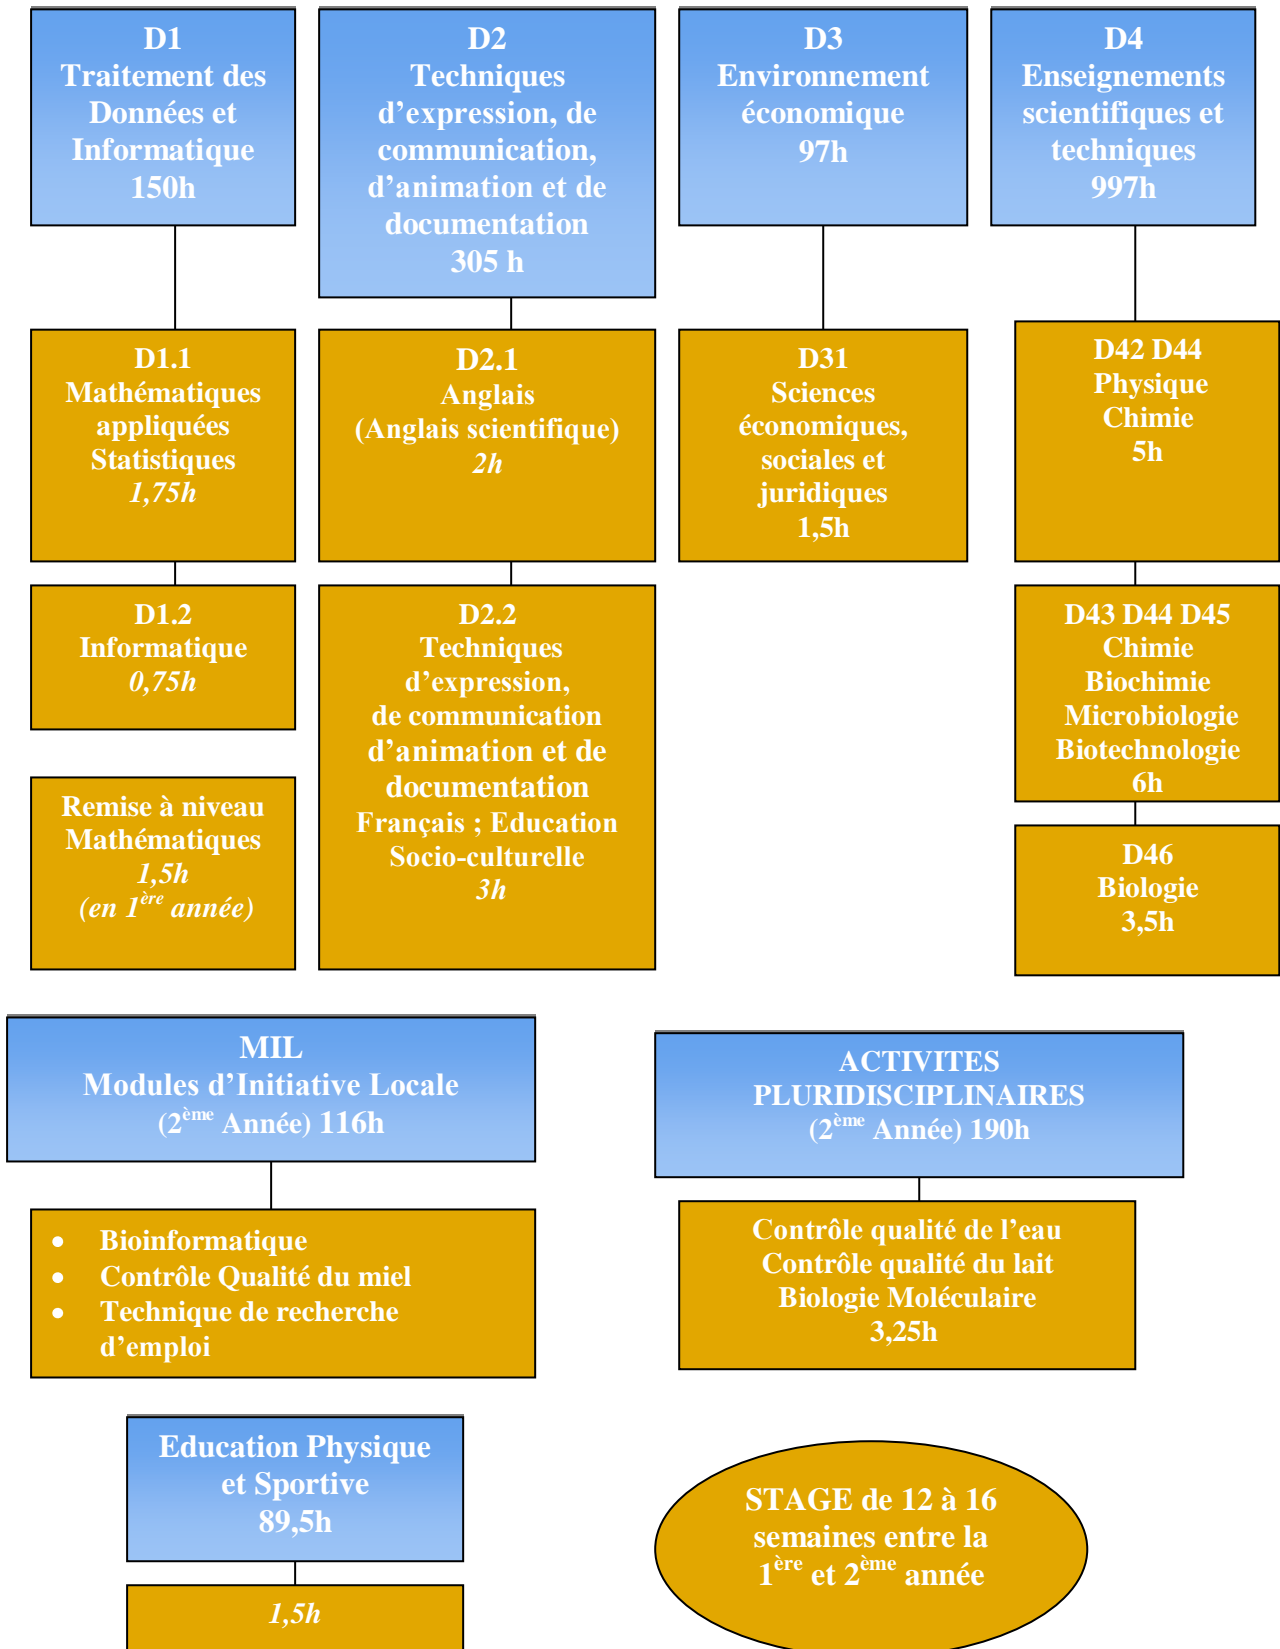 D1
Traitement des
Données et
Informatique
150h
D2
Techniques
d'expression, de
communication,
d'animation et de
documentation
305 h
D3
Environnement
économique
97h
D4
Enseignements
scientifiques et
techniques
997h
D1.1
Mathématiques
appliquées
Statistiques
1,75h
D2.1
Anglais
(Anglais scientifique)
2h
D31
Sciences
économiques,
sociales et
juridiques
1,5h
D42 D44
Physique
Chimie
5h
D1.2
Informatique
0,75h
D2.2
Techniques
d'expression,
de communication
d'animation et de
documentation
Français ; Education
Socio-culturelle
3h
D43 D44 D45
Chimie
Biochimie
Microbiologie
Biotechnologie
6h
Remise à niveau
Mathématiques
1,5h
(en 1ère année)
D46
Biologie
3,5h
MIL
Modules d'Initiative Locale
(2ème Année) 116h
ACTIVITES
PLURIDISCIPLINAIRES
(2ème Année) 190h
• Bioinformatique
• Contrôle Qualité du miel
• Technique de recherche
d'emploi
Contrôle qualité de l'eau
Contrôle qualité du lait
Biologie Moléculaire
3,25h
Education Physique
et Sportive
89,5h
1,5h
STAGE de 12 à 16
semaines entre la
1ère et 2ème année